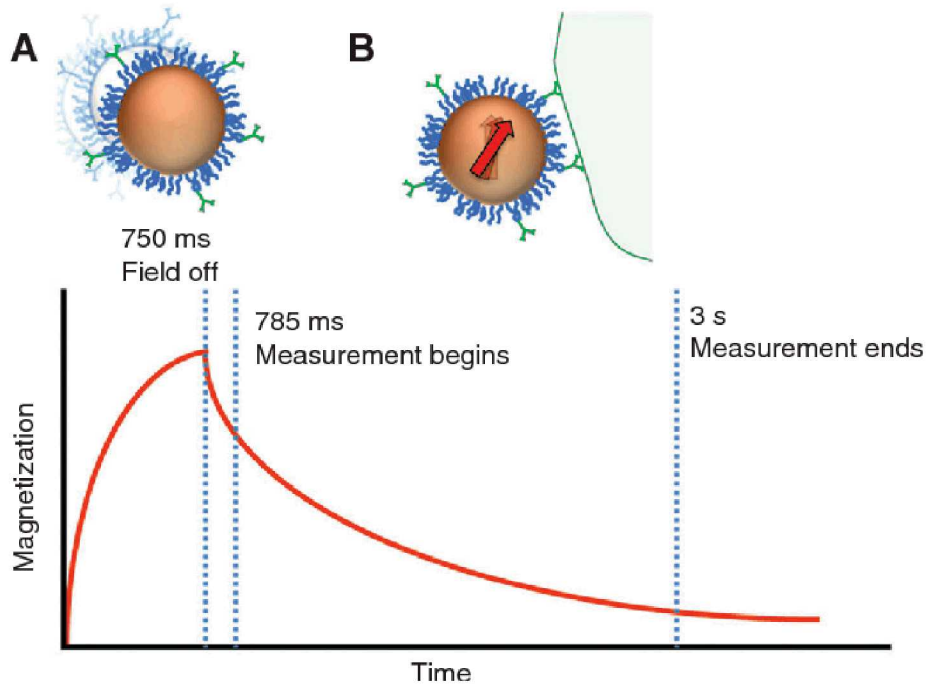 A
B
750 ms
Field off
785 ms
Measurement begins
3 s
Measurement ends
Magnetization
Time